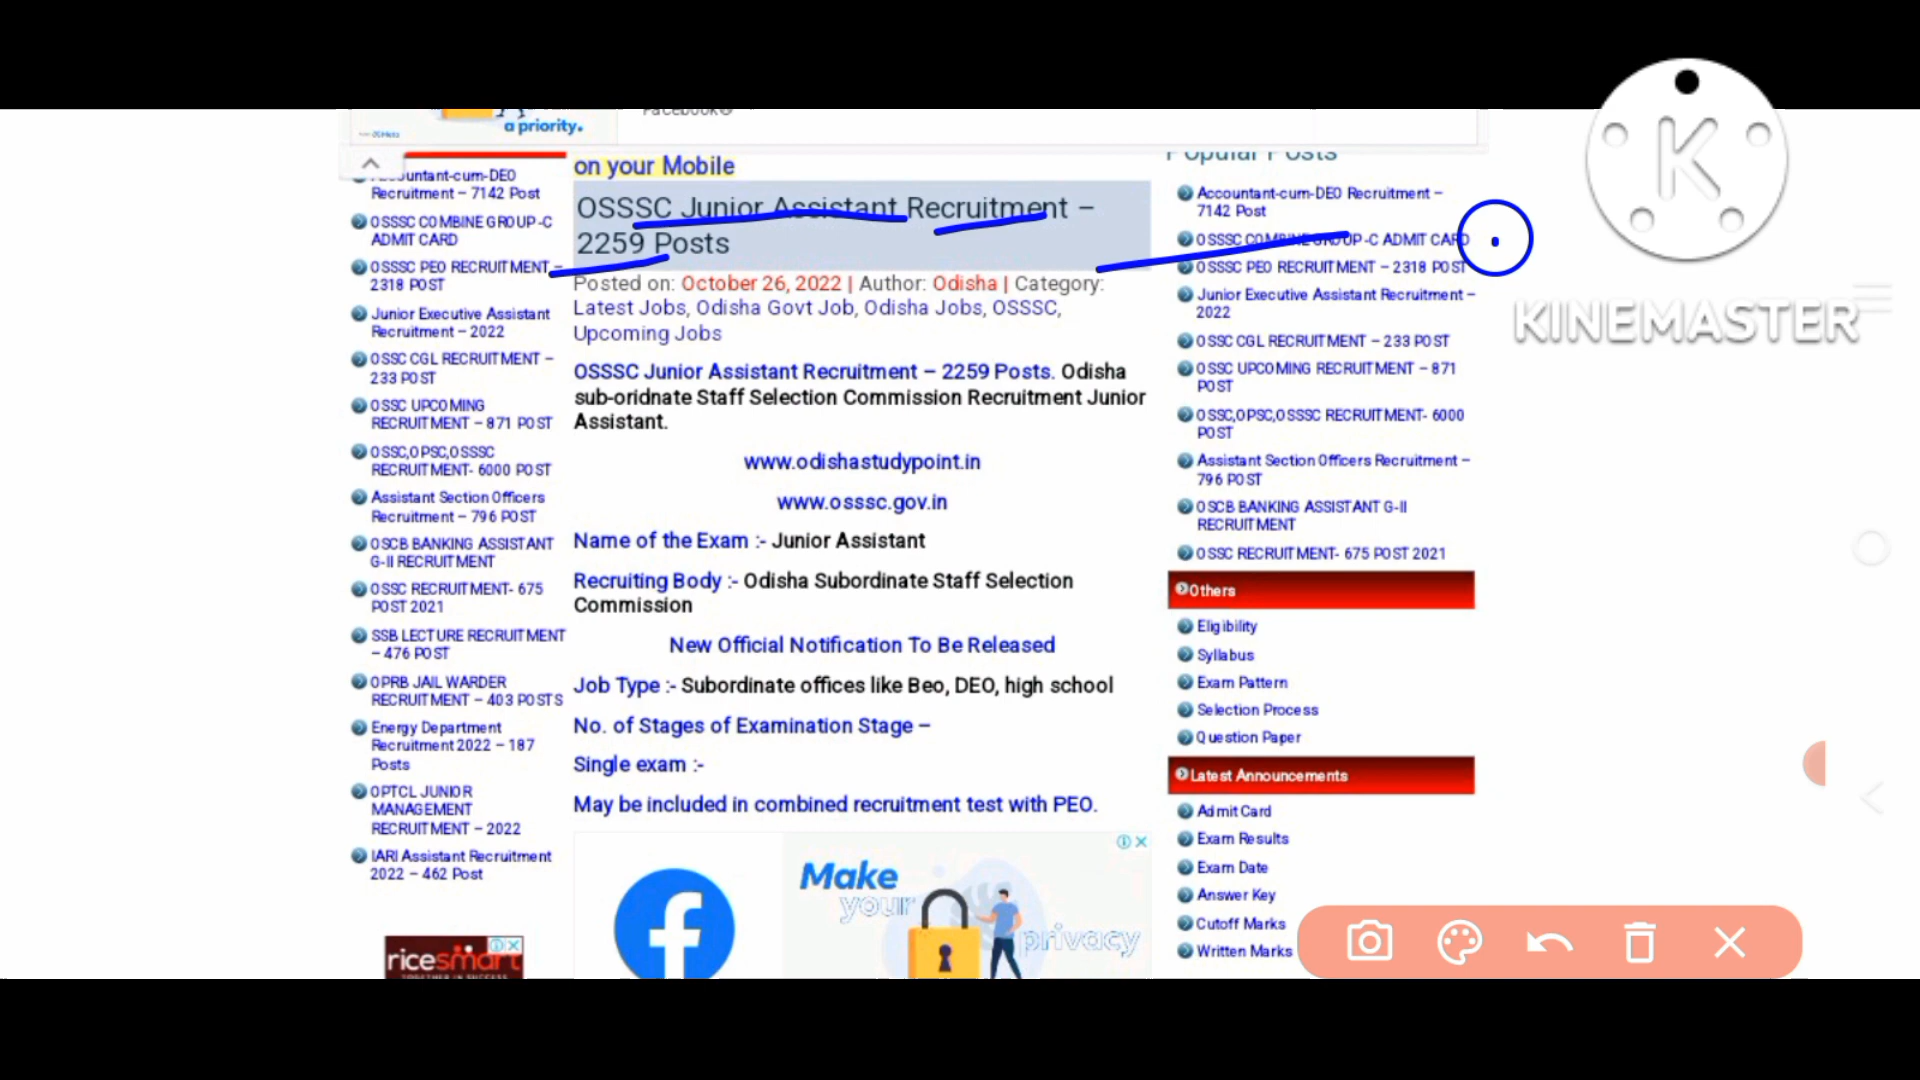 Facebook
a priority.
Accountant-cum-DEO
Recruitment – 7142 Post
OSSSC COMBINE GROUP-C
ADMIT CARD
OSSSC PEO RECRUITMENT –
2318 POST
Junior Executive Assistant
Recruitment – 2022
OSSC CGL RECRUITMENT –
233 POST
OSSC UPCOMING
RECRUITMENT – 871 POST
OSSC,OPSC,OSSSC
RECRUITMENT- 6000 POST
Assistant Section Officers
Recruitment – 796 POST
OSCB BANKING ASSISTANT
G-II RECRUITMENT
OSSC RECRUITMENT- 675
POST 2021
SSB LECTURE RECRUITMENT
– 476 POST
OPRB JAIL WARDER
RECRUITMENT – 403 POSTS
Energy Department
Recruitment 2022 – 187
Posts
OPTCL JUNIOR
MANAGEMENT
RECRUITMENT – 2022
IARI Assistant Recruitment
2022 – 462 Post
ricesmart
TOGETHER IN SUCCESS
on your Mobile
OSSSC Junior Assistant Recruitment –
2259 Posts
Posted on: October 26, 2022 | Author: Odisha | Category:
Latest Jobs, Odisha Govt Job, Odisha Jobs, OSSSC,
Upcoming Jobs
OSSSC Junior Assistant Recruitment – 2259 Posts. Odisha
sub-oridnate Staff Selection Commission Recruitment Junior
Assistant.
www.odishastudypoint.in
www.osssc.gov.in
Name of the Exam :- Junior Assistant
Recruiting Body :- Odisha Subordinate Staff Selection
Commission
New Official Notification To Be Released
Job Type :- Subordinate offices like Beo, DEO, high school
No. of Stages of Examination Stage –
Single exam :-
May be included in combined recruitment test with PEO.
Make
your
privacy
Popular Posts
Accountant-cum-DEO Recruitment –
7142 Post
OSSSC COMBINE GROUP-C ADMIT CARD
OSSSC PEO RECRUITMENT – 2318 POST
Junior Executive Assistant Recruitment –
2022
OSSC CGL RECRUITMENT – 233 POST
OSSC UPCOMING RECRUITMENT – 871
POST
OSSC,OPSC,OSSSC RECRUITMENT- 6000
POST
Assistant Section Officers Recruitment –
796 POST
OSCB BANKING ASSISTANT G-II
RECRUITMENT
OSSC RECRUITMENT- 675 POST 2021
Others
Eligibility
Syllabus
Exam Pattern
Selection Process
Question Paper
Latest Announcements
Admit Card
Exam Results
Exam Date
Answer Key
Cutoff Marks
Written Marks
K
KINEMASTER